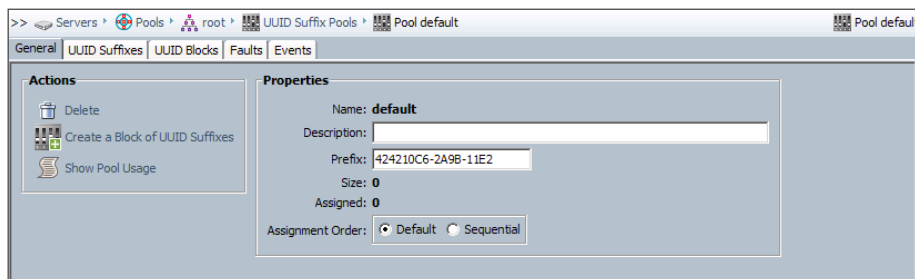 >> Servers Pools root UUID Suffix Pools Pool default Pool defaul
General UUID Suffixes UUID Blocks Faults Events
Actions
Delete
Create a Block of UUID Suffixes
Show Pool Usage
Properties
Name: default
Description:
Prefix: 424210C6-2A9B-11E2
Size: 0
Assigned: 0
Assignment Order: Default Sequential